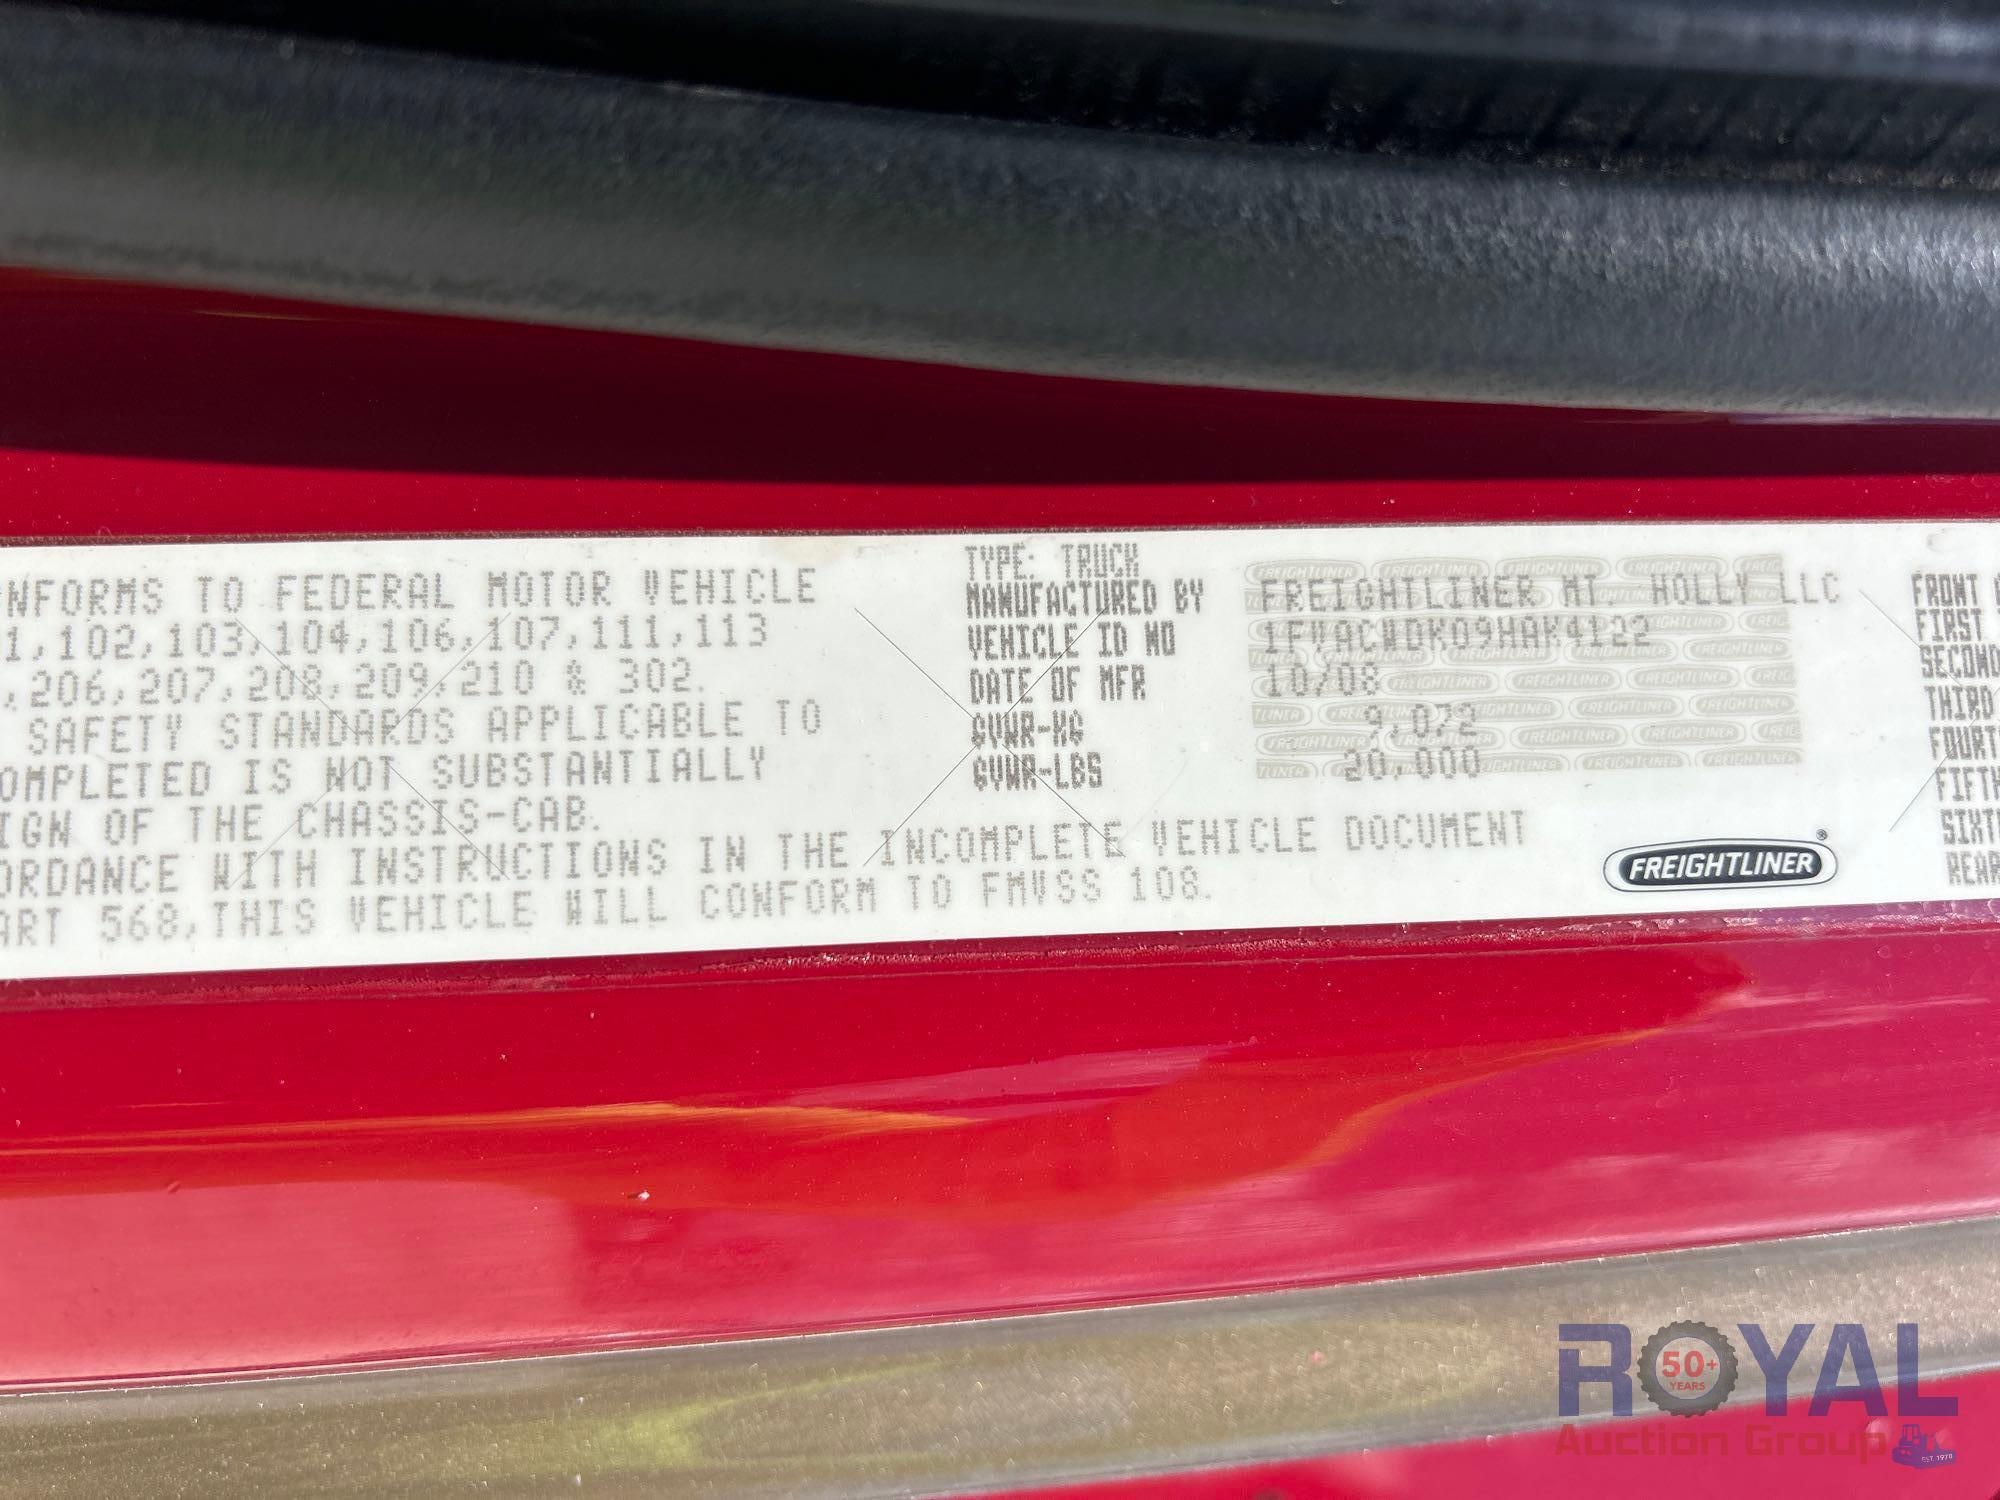 NFORMS TO FEDERAL MOTOR VEHICLE
1,102,103,104,106,107,111,113
,206,207,208,209,210 & 302.
SAFETY STANDARDS APPLICABLE TO
OMPLETED IS NOT SUBSTANTIALLY
IGN OF THE CHASSIS-CAB.
ORDANCE WITH INSTRUCTIONS IN THE INCOMPLETE VEHICLE DOCUMENT
ART 568,THIS VEHICLE WILL CONFORM TO FMVSS 108.
TYPE: TRUCK
MANUFACTURED BY FREIGHTLINER MT. HOLLY LLC
VEHICLE ID NO 1FVACWDK09HAK4122
DATE OF MFR 10/08
GVWR-KG 9,072
GVWR-LBS 20,000
FREIGHTLINER®
FRONT
FIRST
SECOND
THIRD
FOURT
FIFTH
SIXT
REAR
ROYAL
50+
YEARS
Auction Group
EST. 1970